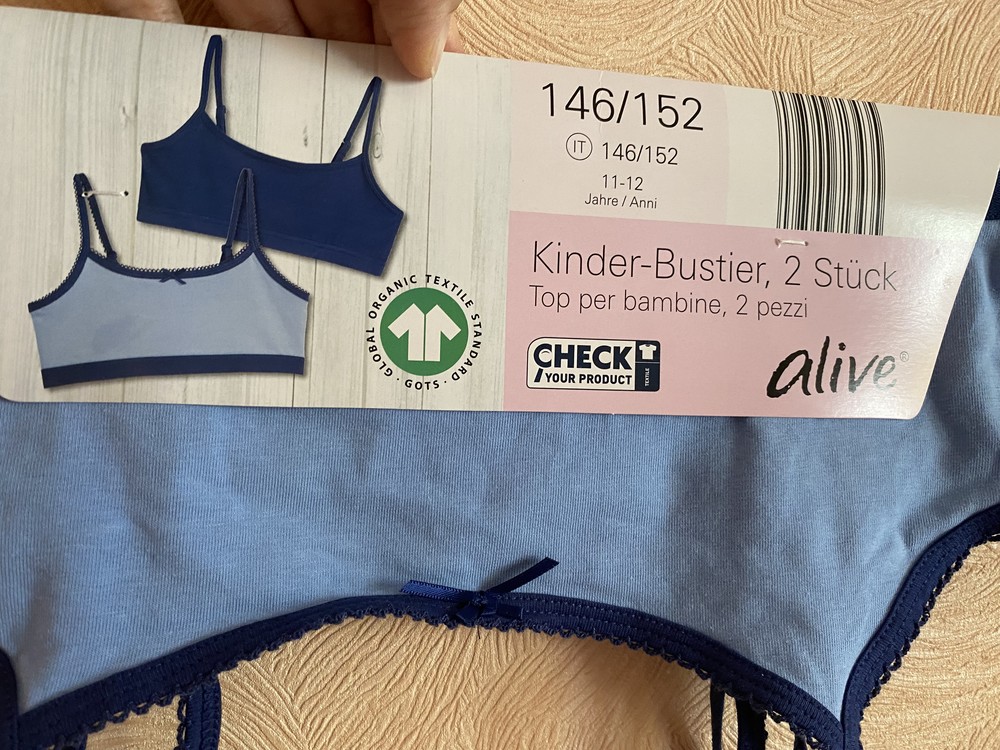 146/152
IT 146/152
11-12
Jahre / Anni
Kinder-Bustier, 2 Stück
Top per bambine, 2 pezzi
GLOBAL ORGANIC TEXTILE STANDARD
· GOTS ·
CHECK
YOUR PRODUCT
TEXTILE
alive®